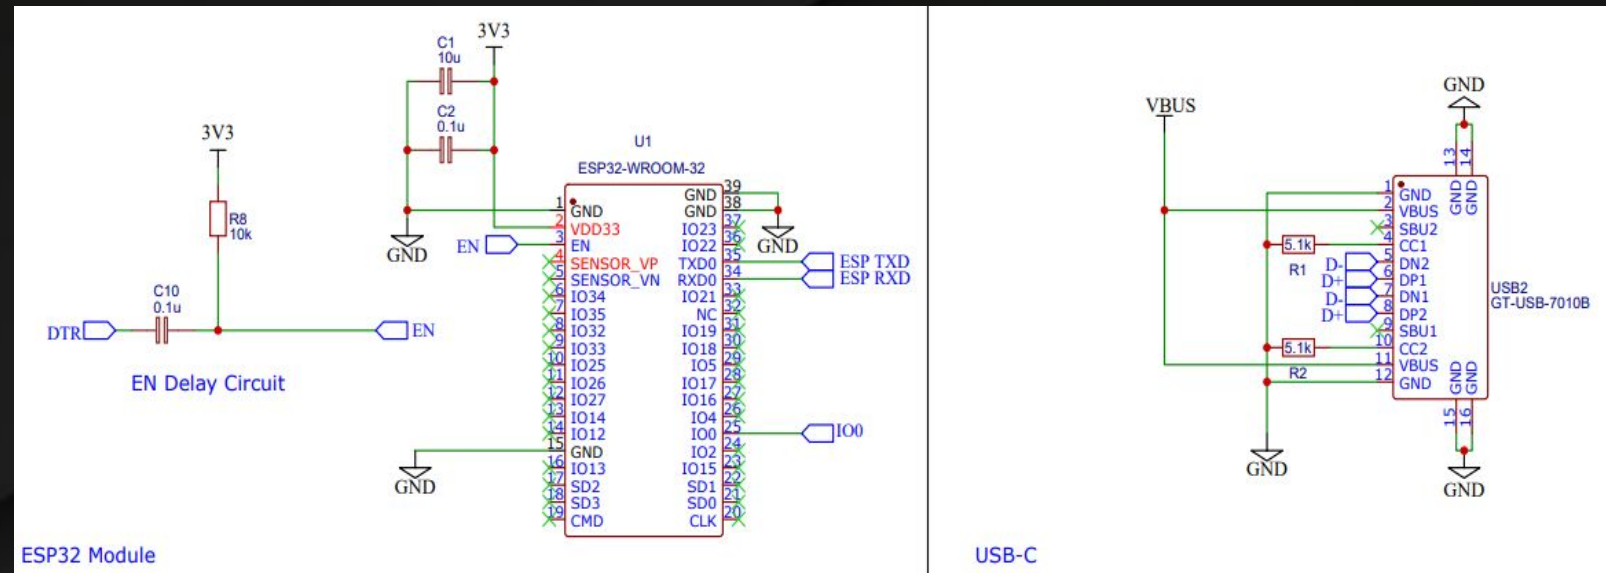 3V3
C1
10u
C2
0.1u
GND
3V3
R8
10k
C10
0.1u
DTR
EN
EN Delay Circuit
EN
U1
ESP32-WROOM-32
1 GND
2 VDD33
3 EN
4 SENSOR_VP
5 SENSOR_VN
6 IO34
7 IO35
8 IO32
9 IO33
10 IO25
11 IO26
12 IO27
13 IO14
14 IO12
15 GND
16 IO13
17 SD2
18 SD3
19 CMD
GND 39
GND 38
IO23 37
IO22 36
TXD0 35
RXD0 34
IO21 33
NC 32
IO19 31
IO18 30
IO5 29
IO17 28
IO16 27
IO4 26
IO0 25
IO2 24
IO15 23
SD1 22
SD0 21
CLK 20
GND
ESP TXD
ESP RXD
IO0
GND
ESP32 Module
VBUS
GND
13 14
GND GND
1 GND
2 VBUS
3 SBU2
4 CC1
5 DN2
6 DP1
7 DN1
8 DP2
9 SBU1
10 CC2
11 VBUS
12 GND
5.1k
R1
D-
D+
D-
D+
5.1k
R2
USB2
GT-USB-7010B
GND GND
15 16
GND
GND
USB-C